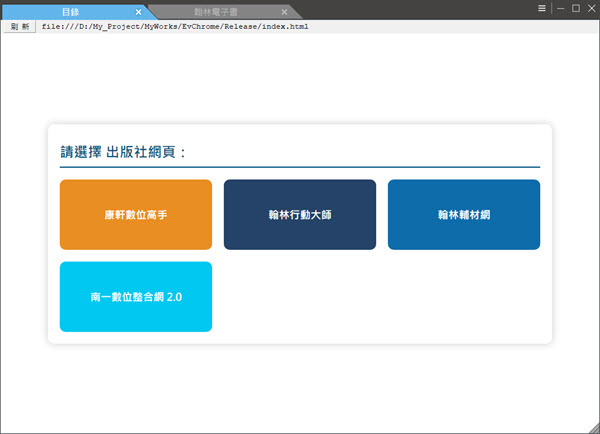 目錄
翰林電子書
刷 新
file:///D:/My_Project/MyWorks/EvChrome/Release/index.html
請選擇 出版社網頁：
康軒數位高手
翰林行動大師
翰林輔材網
南一數位整合網 2.0